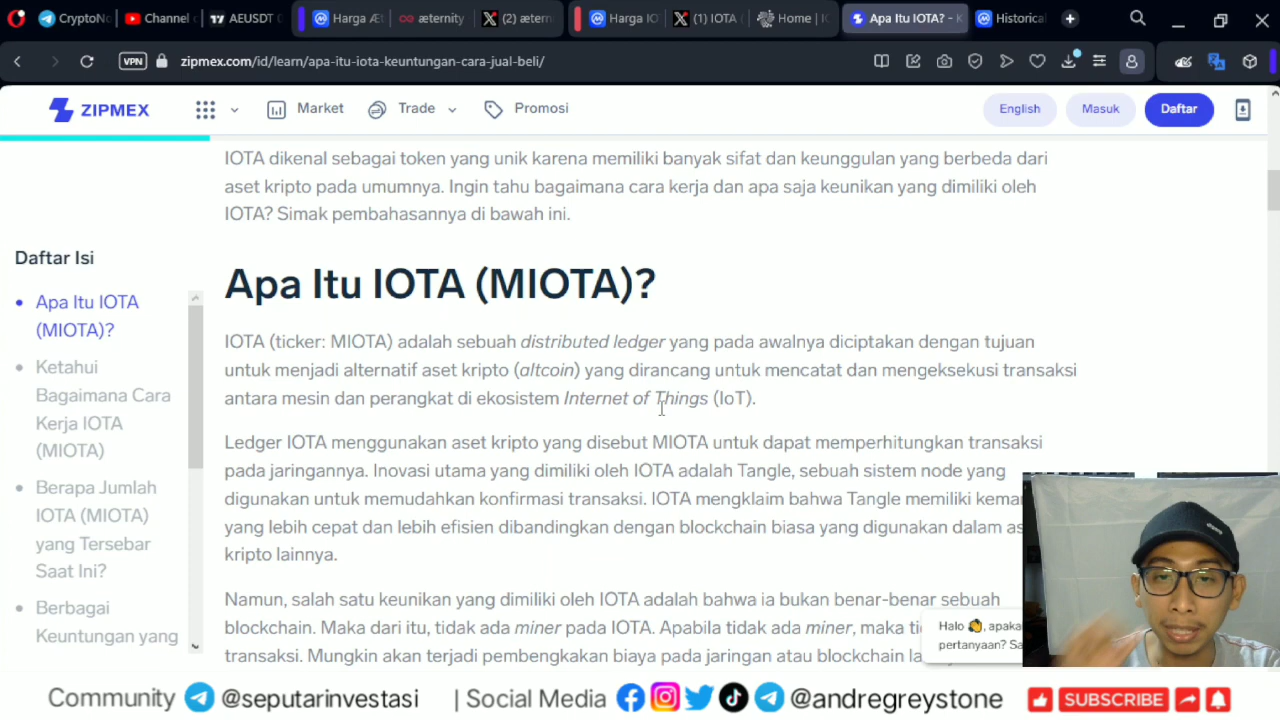 CryptoNo
Channel
AEUSDT
Harga Æt
æternity
(2) ætern
Harga IO
(1) IOTA (
Home | IO
Apa Itu IOTA? - K
Historical
VPN
zipmex.com/id/learn/apa-itu-iota-keuntungan-cara-jual-beli/
ZIPMEX
Market
Trade
Promosi
English
Masuk
Daftar
IOTA dikenal sebagai token yang unik karena memiliki banyak sifat dan keunggulan yang berbeda dari
aset kripto pada umumnya. Ingin tahu bagaimana cara kerja dan apa saja keunikan yang dimiliki oleh
IOTA? Simak pembahasannya di bawah ini.
Daftar Isi
Apa Itu IOTA
(MIOTA)?
Ketahui
Bagaimana Cara
Kerja IOTA
(MIOTA)
Berapa Jumlah
IOTA (MIOTA)
yang Tersebar
Saat Ini?
Berbagai
Keuntungan yang
Apa Itu IOTA (MIOTA)?
IOTA (ticker: MIOTA) adalah sebuah distributed ledger yang pada awalnya diciptakan dengan tujuan
untuk menjadi alternatif aset kripto (altcoin) yang dirancang untuk mencatat dan mengeksekusi transaksi
antara mesin dan perangkat di ekosistem Internet of Things (IoT).
Ledger IOTA menggunakan aset kripto yang disebut MIOTA untuk dapat memperhitungkan transaksi
pada jaringannya. Inovasi utama yang dimiliki oleh IOTA adalah Tangle, sebuah sistem node yang
digunakan untuk memudahkan konfirmasi transaksi. IOTA mengklaim bahwa Tangle memiliki kemam
yang lebih cepat dan lebih efisien dibandingkan dengan blockchain biasa yang digunakan dalam as
kripto lainnya.
Namun, salah satu keunikan yang dimiliki oleh IOTA adalah bahwa ia bukan benar-benar sebuah
blockchain. Maka dari itu, tidak ada miner pada IOTA. Apabila tidak ada miner, maka ti
transaksi. Mungkin akan terjadi pembengkakan biaya pada jaringan atau blockchain la
Halo 👋, apaka
pertanyaan? Sa
Community @seputarinvestasi | Social Media @andregreystone SUBSCRIBE